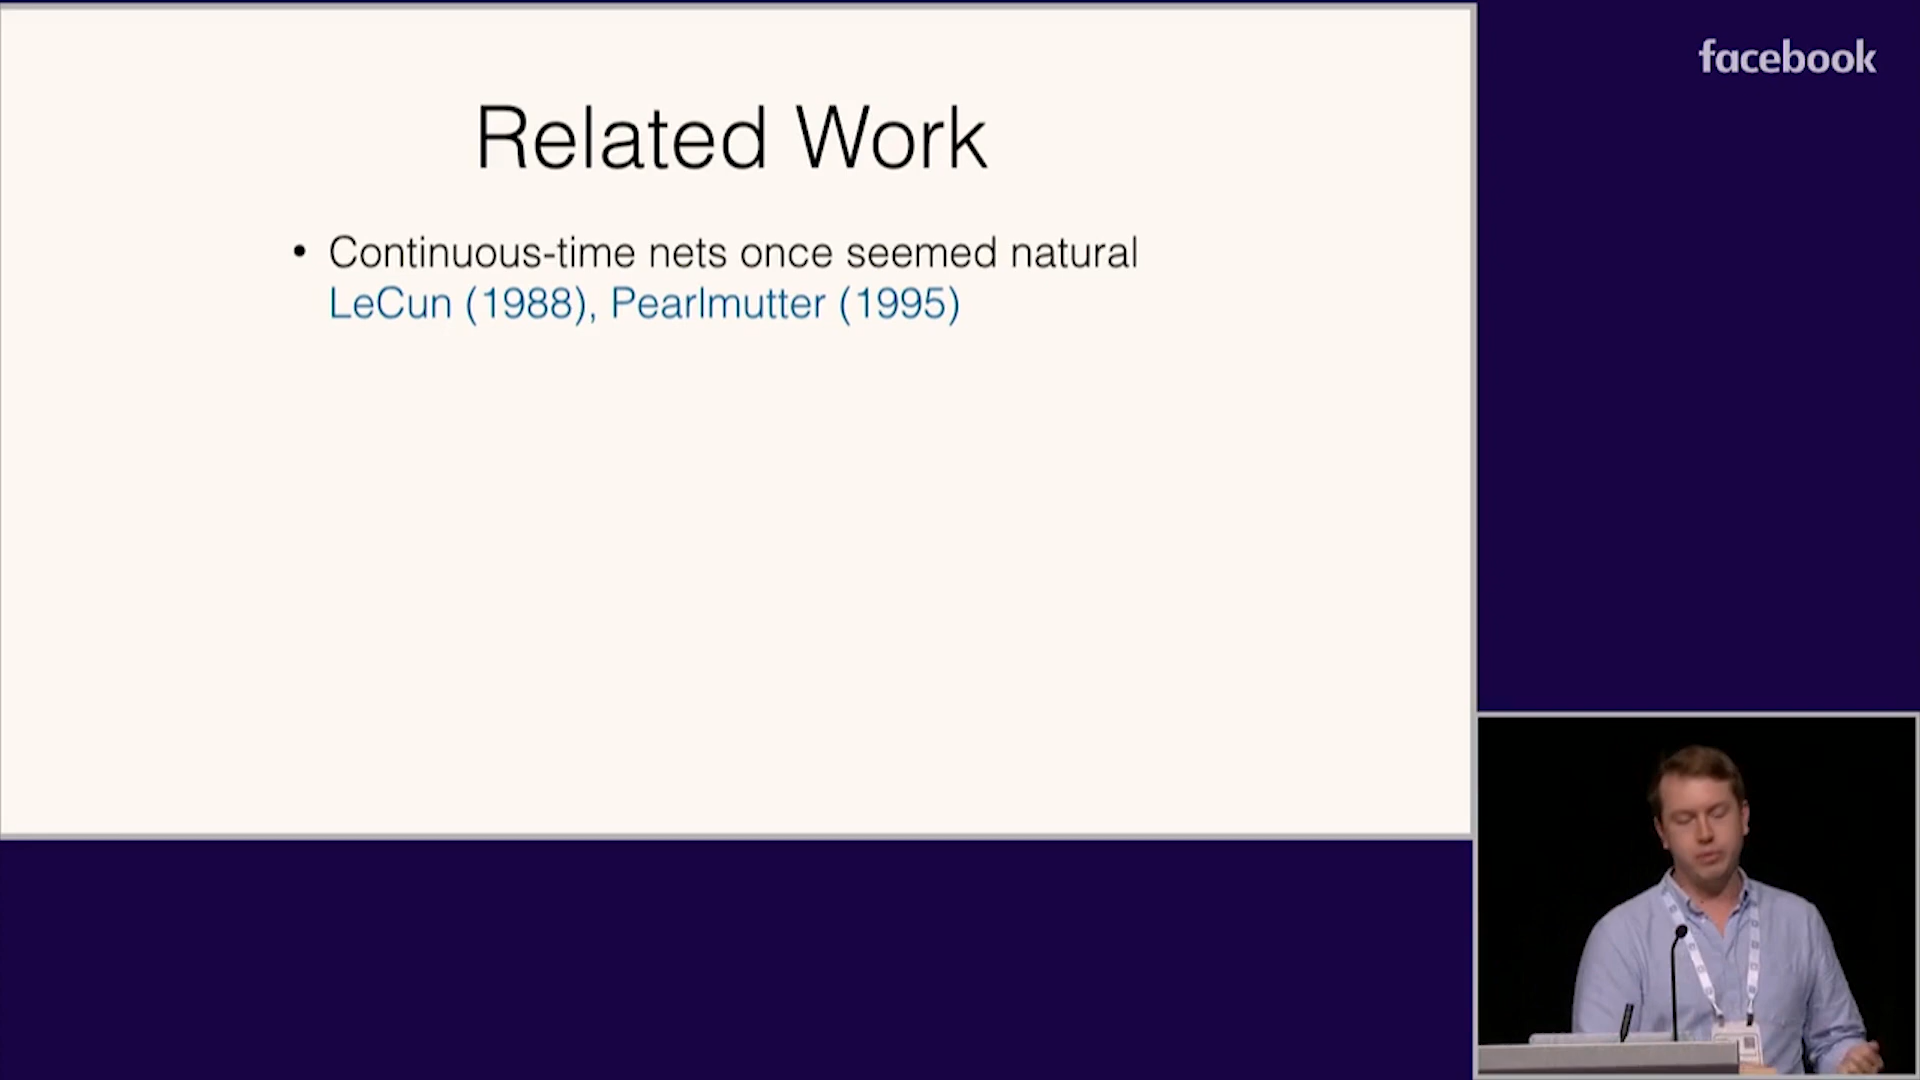 facebook
Related Work
• Continuous-time nets once seemed natural
LeCun (1988), Pearlmutter (1995)